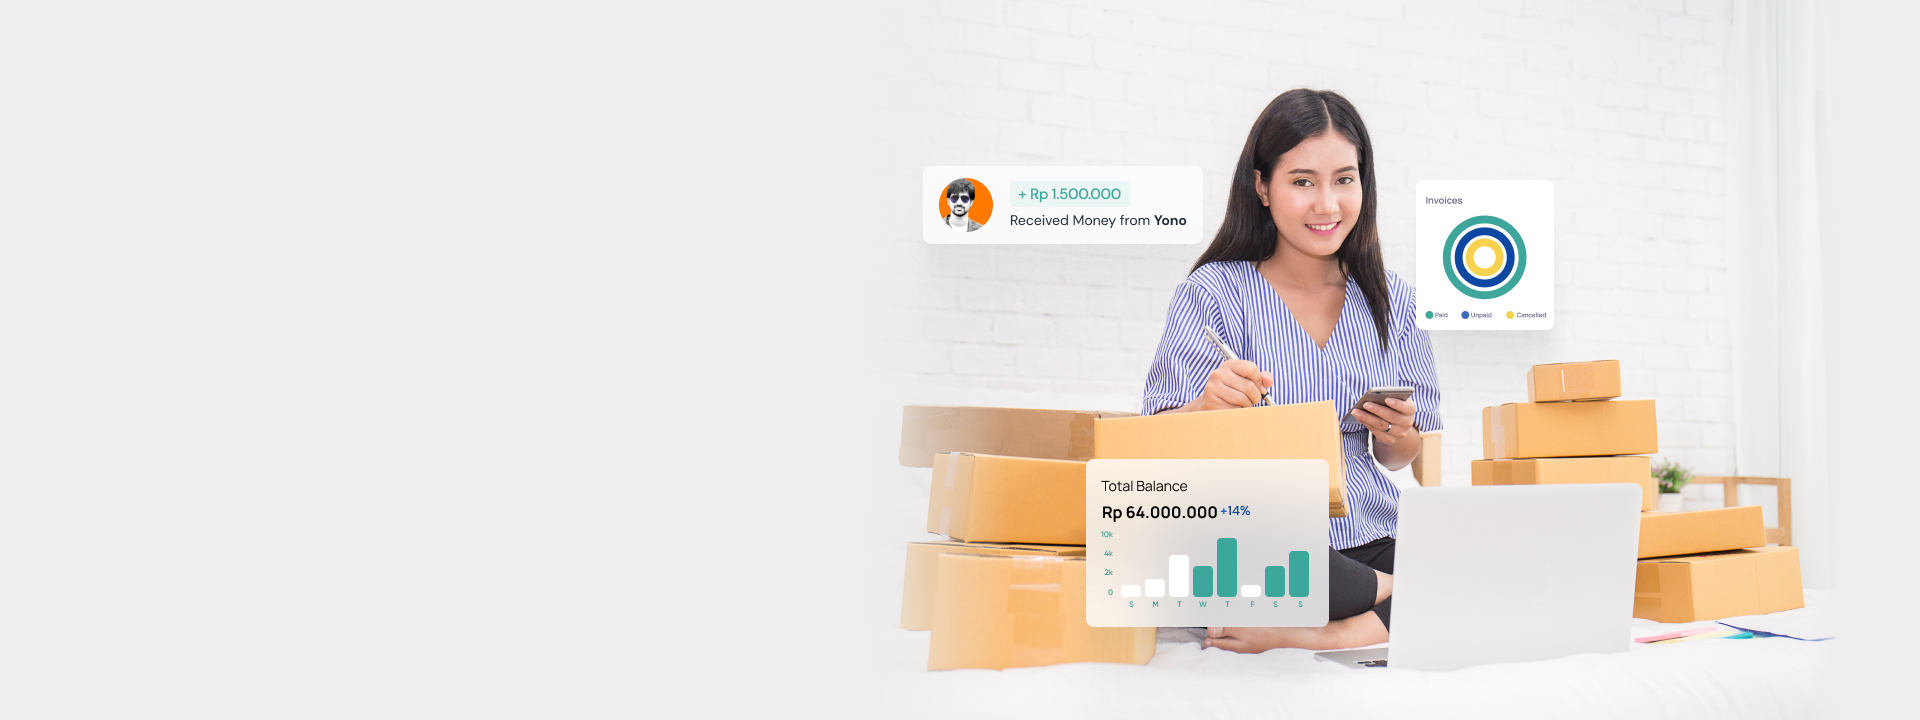 + Rp 1.500.000
Received Money from Yono
Invoices
Paid Unpaid Cancelled
Total Balance
Rp 64.000.000 +14%
10k
4k
2k
0
S M T W T F S S